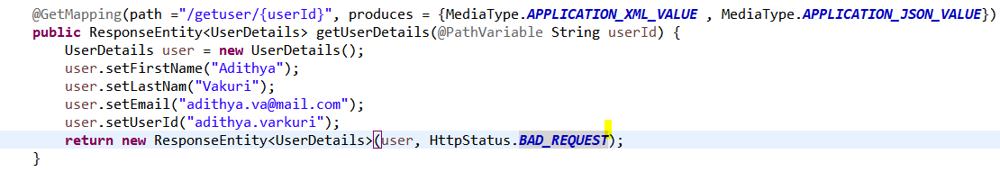 @GetMapping(path ="/getuser/{userId}", produces = {MediaType.APPLICATION_XML_VALUE , MediaType.APPLICATION_JSON_VALUE})
public ResponseEntity<UserDetails> getUserDetails(@PathVariable String userId) {
UserDetails user = new UserDetails();
user.setFirstName("Adithya");
user.setLastNam("Vakuri");
user.setEmail("adithya.va@mail.com");
user.setUserId("adithya.varkuri");
return new ResponseEntity<UserDetails>(user, HttpStatus.BAD_REQUEST);
}